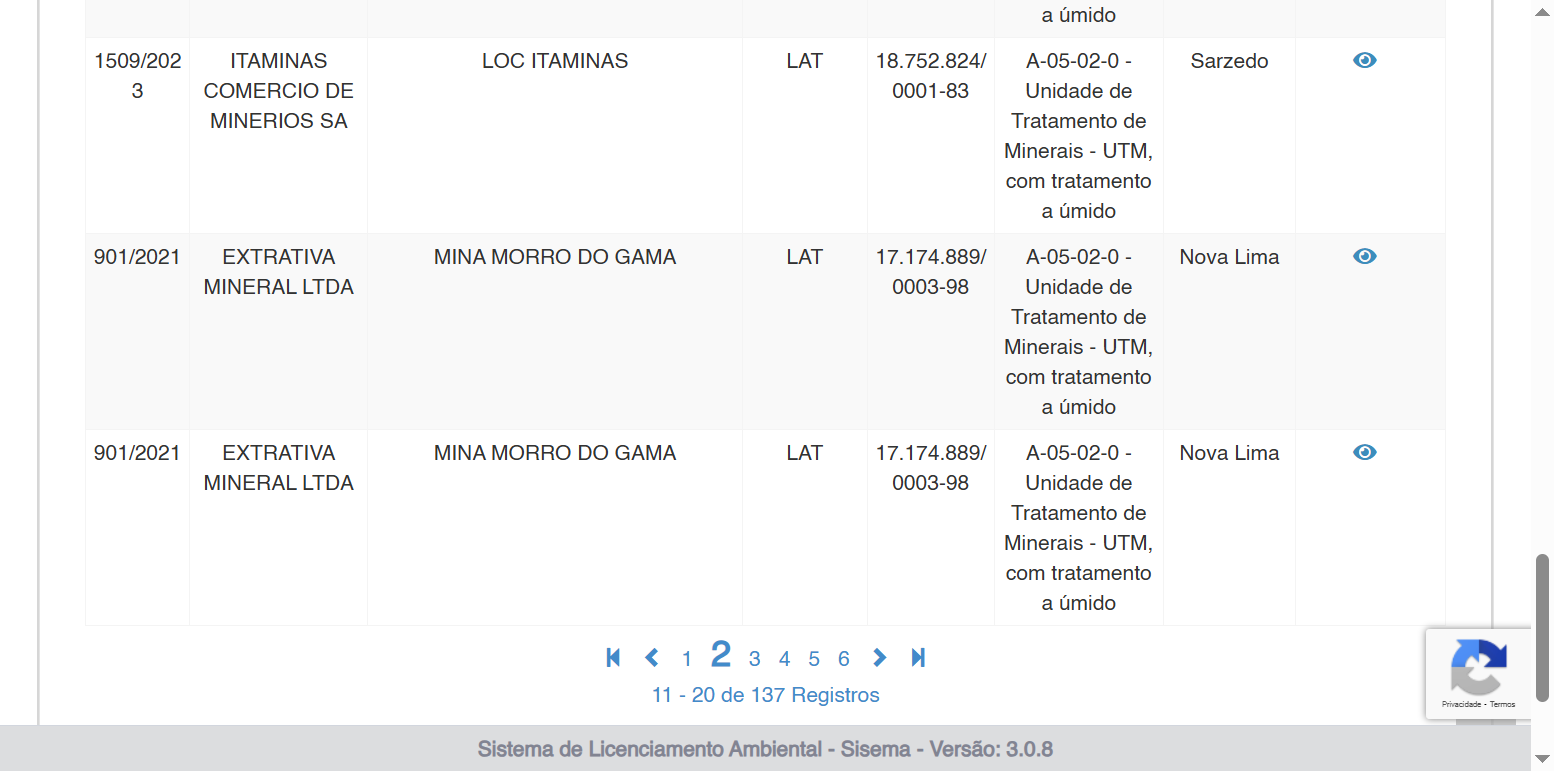 a úmido
1509/202 ITAMINAS LOC ITAMINAS LAT 18.752.824/ A-05-02-0 - Sarzedo
3 COMERCIO DE 0001-83 Unidade de
MINERIOS SA Tratamento de
Minerais - UTM,
com tratamento
a úmido
901/2021 EXTRATIVA MINA MORRO DO GAMA LAT 17.174.889/ A-05-02-0 - Nova Lima
MINERAL LTDA 0003-98 Unidade de
Tratamento de
Minerais - UTM,
com tratamento
a úmido
901/2021 EXTRATIVA MINA MORRO DO GAMA LAT 17.174.889/ A-05-02-0 - Nova Lima
MINERAL LTDA 0003-98 Unidade de
Tratamento de
Minerais - UTM,
com tratamento
a úmido
1 2 3 4 5 6
11 - 20 de 137 Registros
Privacidade - Termos
Sistema de Licenciamento Ambiental - Sisema - Versão: 3.0.8